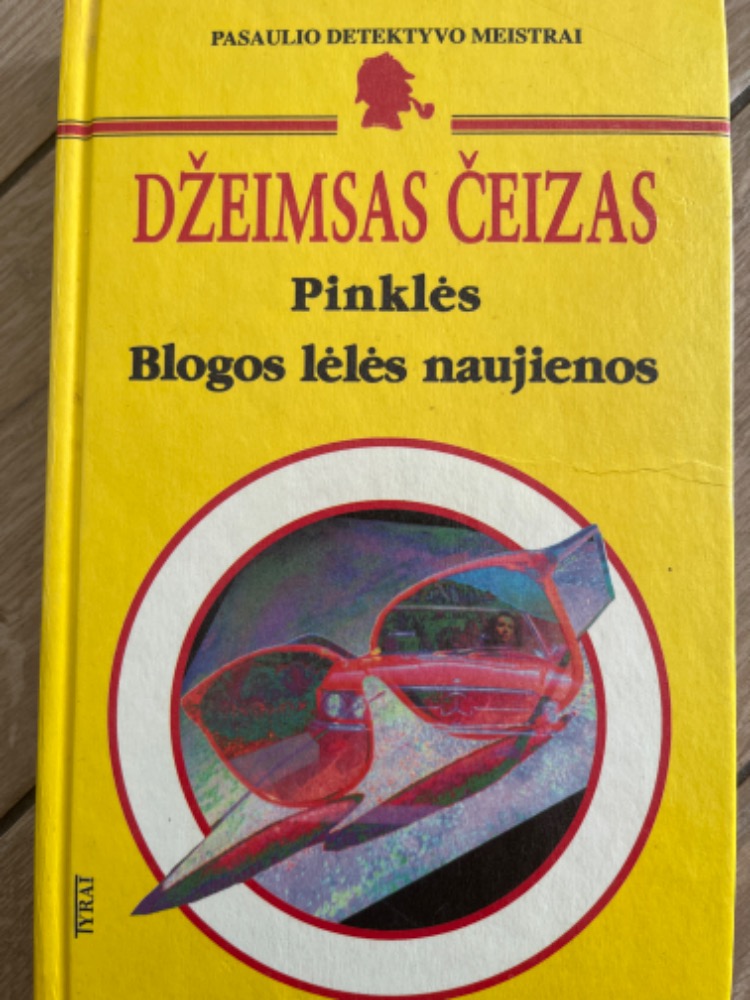 PASAULIO DETEKTYVO MEISTRAI
DŽEIMSAS ČEIZAS
Pinklės
Blogos lėlės naujienos
TYRAI